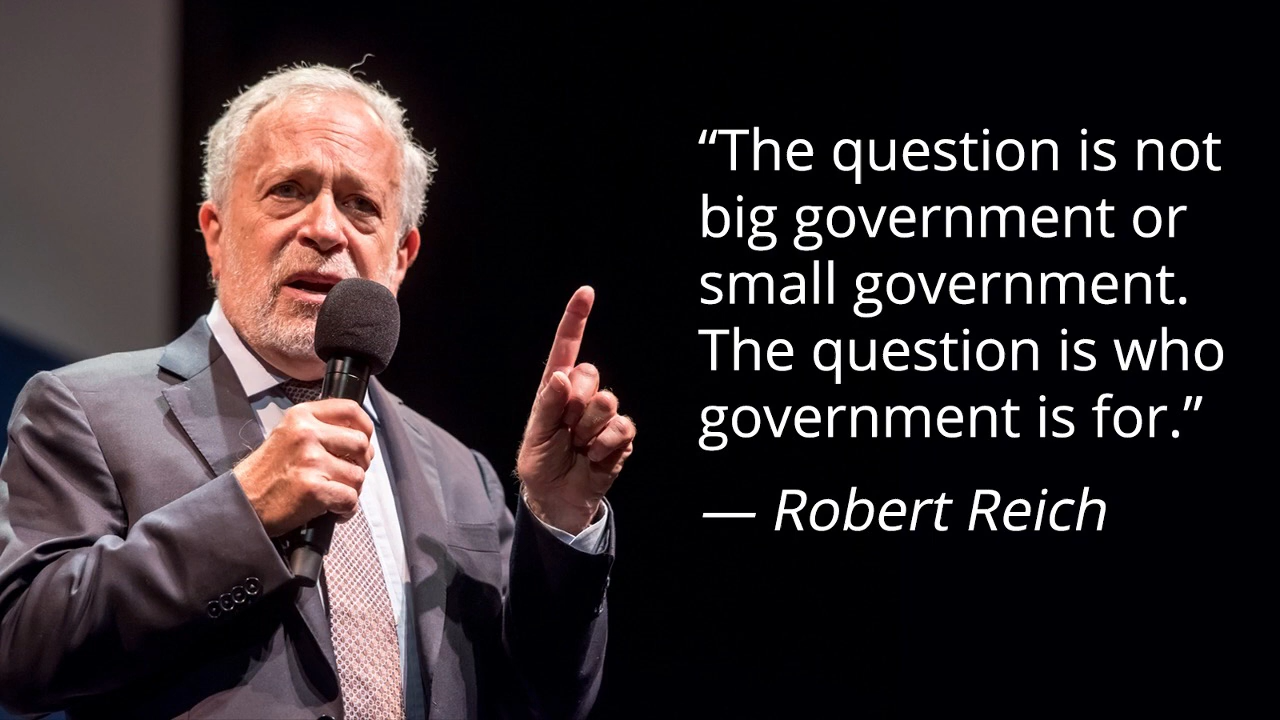 “The question is not
big government or
small government.
The question is who
government is for.”
— Robert Reich